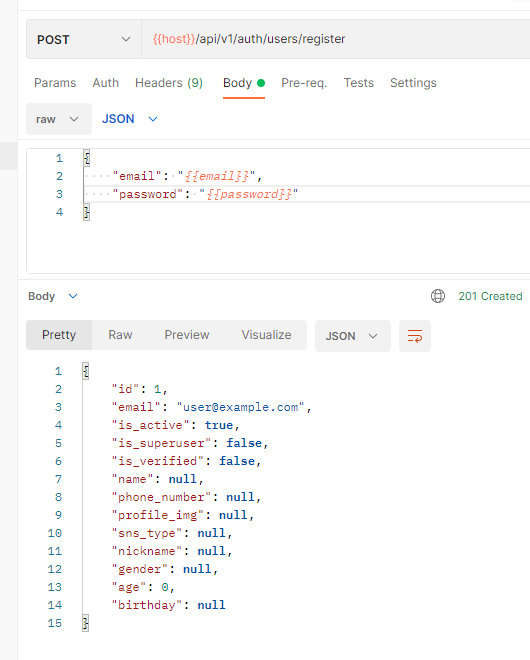 POST {{host}}/api/v1/auth/users/register
Params Auth Headers (9) Body Pre-req. Tests Settings
raw JSON
1 {
2 "email": "{{email}}",
3 "password": "{{password}}"
4 }
Body 201 Created
Pretty Raw Preview Visualize JSON
1 {
2 "id": 1,
3 "email": "user@example.com",
4 "is_active": true,
5 "is_superuser": false,
6 "is_verified": false,
7 "name": null,
8 "phone_number": null,
9 "profile_img": null,
10 "sns_type": null,
11 "nickname": null,
12 "gender": null,
13 "age": 0,
14 "birthday": null
15 }